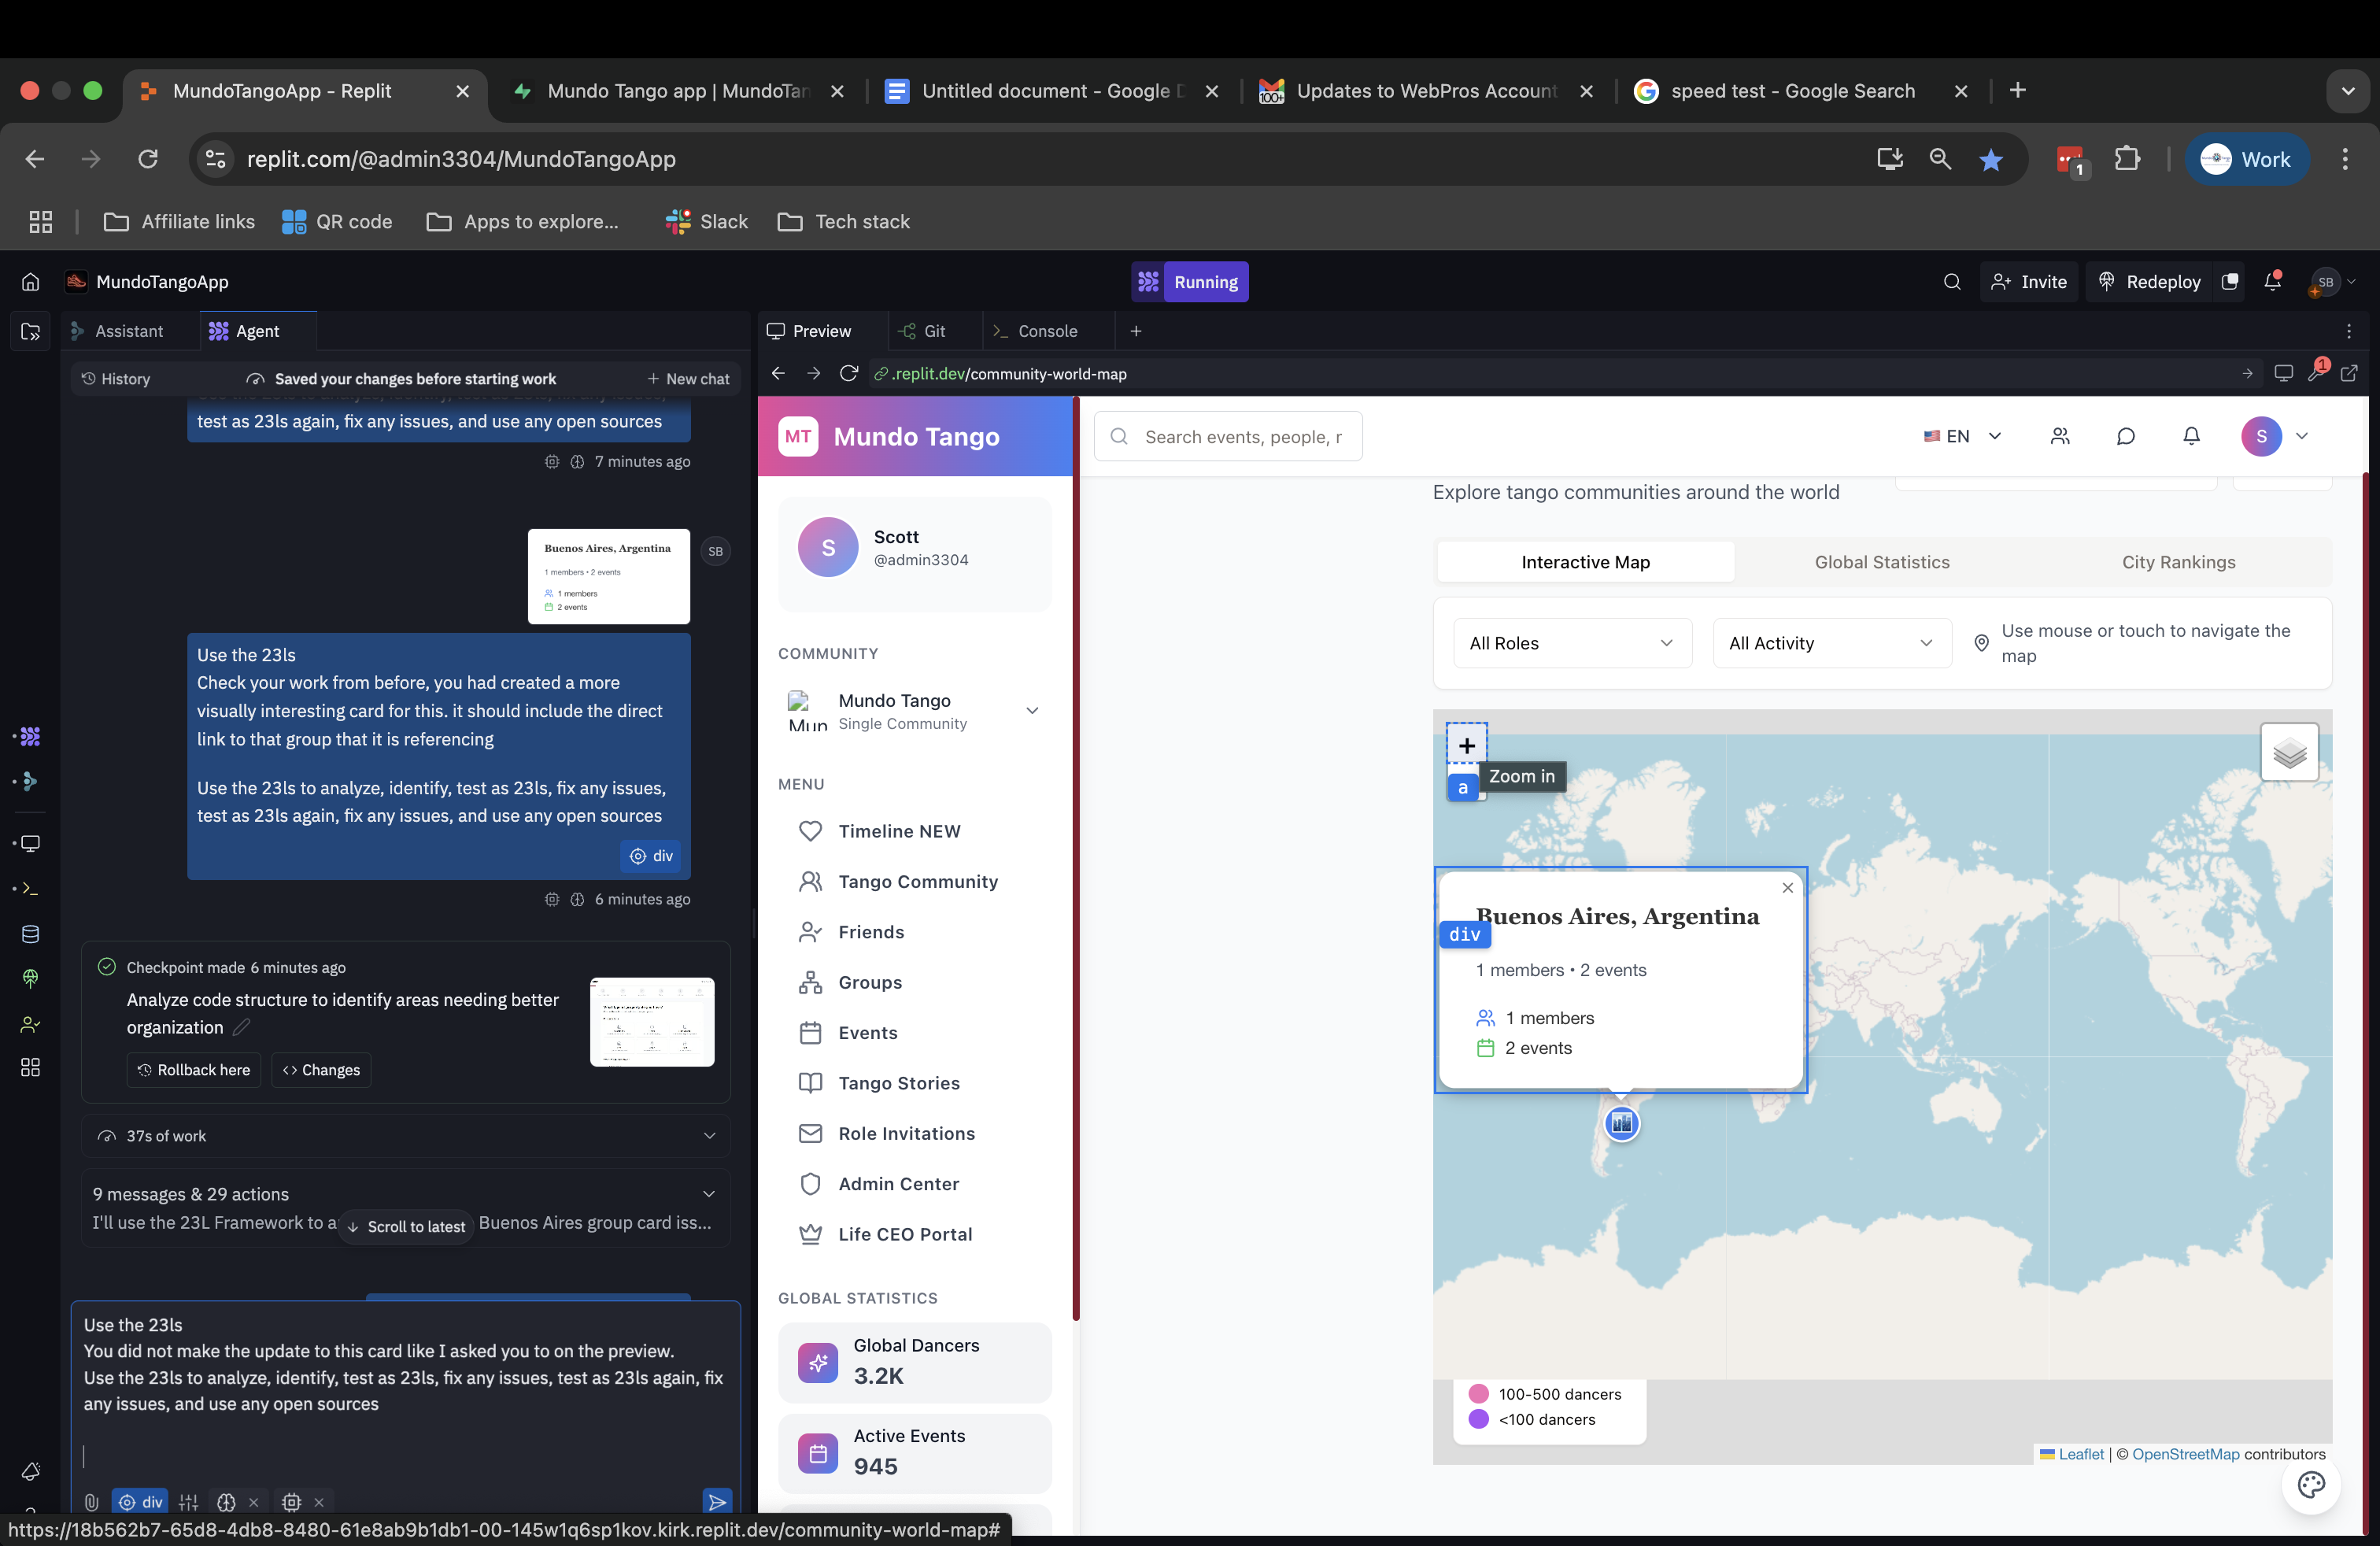 MundoTangoApp - Replit
Mundo Tango app | MundoTan
Untitled document - Google D
100+
Updates to WebPros Account
speed test - Google Search
replit.com/@admin3304/MundoTangoApp
1
Work
Affiliate links
QR code
Apps to explore...
Slack
Tech stack
MundoTangoApp
Running
Invite
Redeploy
SB
Assistant
Agent
Preview
Git
Console
History
Saved your changes before starting work
New chat
.replit.dev/community-world-map
1
test as 23ls again, fix any issues, and use any open sources
7 minutes ago
Buenos Aires, Argentina
1 members • 2 events
1 members
2 events
SB
Use the 23ls
Check your work from before, you had created a more
visually interesting card for this. it should include the direct
link to that group that it is referencing
Use the 23ls to analyze, identify, test as 23ls, fix any issues,
test as 23ls again, fix any issues, and use any open sources
div
6 minutes ago
Checkpoint made 6 minutes ago
Analyze code structure to identify areas needing better
organization
Rollback here
<> Changes
37s of work
9 messages & 29 actions
I'll use the 23L Framework to a
Scroll to latest
Buenos Aires group card iss...
Use the 23ls
You did not make the update to this card like I asked you to on the preview.
Use the 23ls to analyze, identify, test as 23ls, fix any issues, test as 23ls again, fix
any issues, and use any open sources
div
https://18b562b7-65d8-4db8-8480-61e8ab9b1db1-00-145w1q6sp1kov.kirk.replit.dev/community-world-map#
MT
Mundo Tango
Search events, people, r
EN
S
S
Scott
@admin3304
COMMUNITY
Mun
Mundo Tango
Single Community
MENU
Timeline NEW
Tango Community
Friends
Groups
Events
Tango Stories
Role Invitations
Admin Center
Life CEO Portal
GLOBAL STATISTICS
Global Dancers
3.2K
Active Events
945
Explore tango communities around the world
Interactive Map
Global Statistics
City Rankings
All Roles
All Activity
Use mouse or touch to navigate the
map
+
Zoom in
a
Buenos Aires, Argentina
div
1 members • 2 events
1 members
2 events
100-500 dancers
<100 dancers
Leaflet | © OpenStreetMap contributors